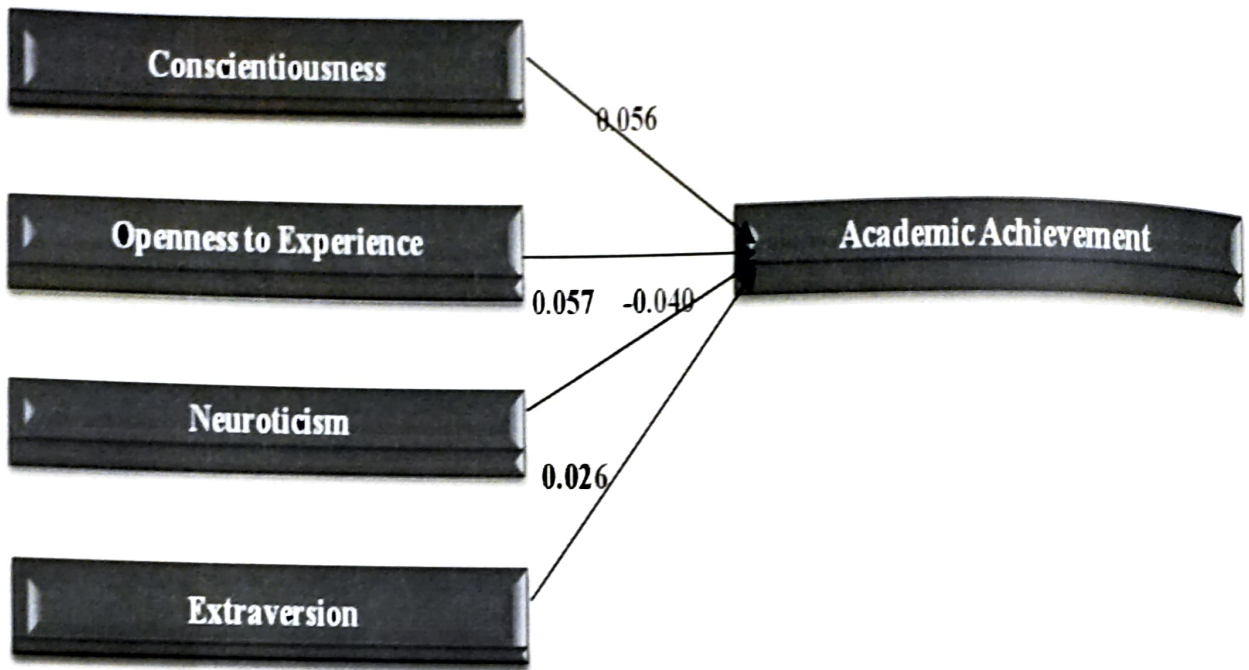 Conscientiousness
0.056
Openness to Experience
Academic Achievement
0.057
-0.040
Neuroticism
0.026
Extraversion